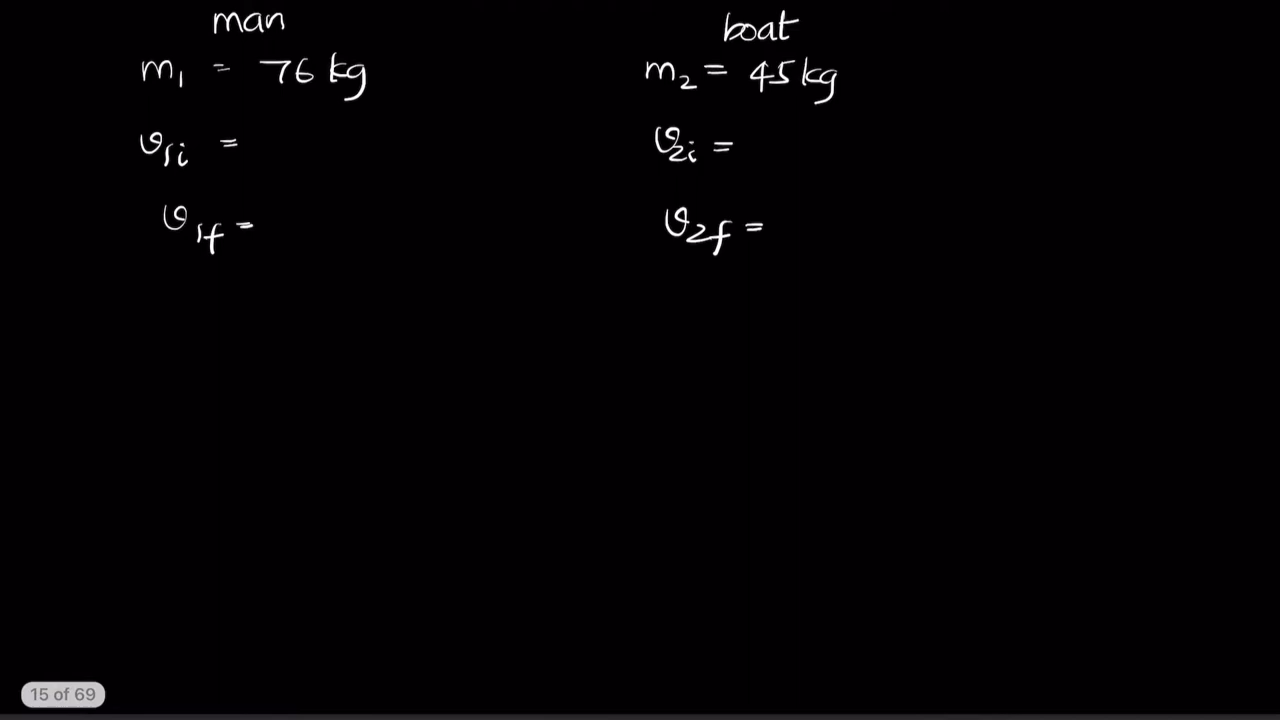 man
boat
m₁ = 76 kg
m₂ = 45 kg
v₁ᵢ =
v₂ᵢ =
v₁f =
v₂f =
15 of 69